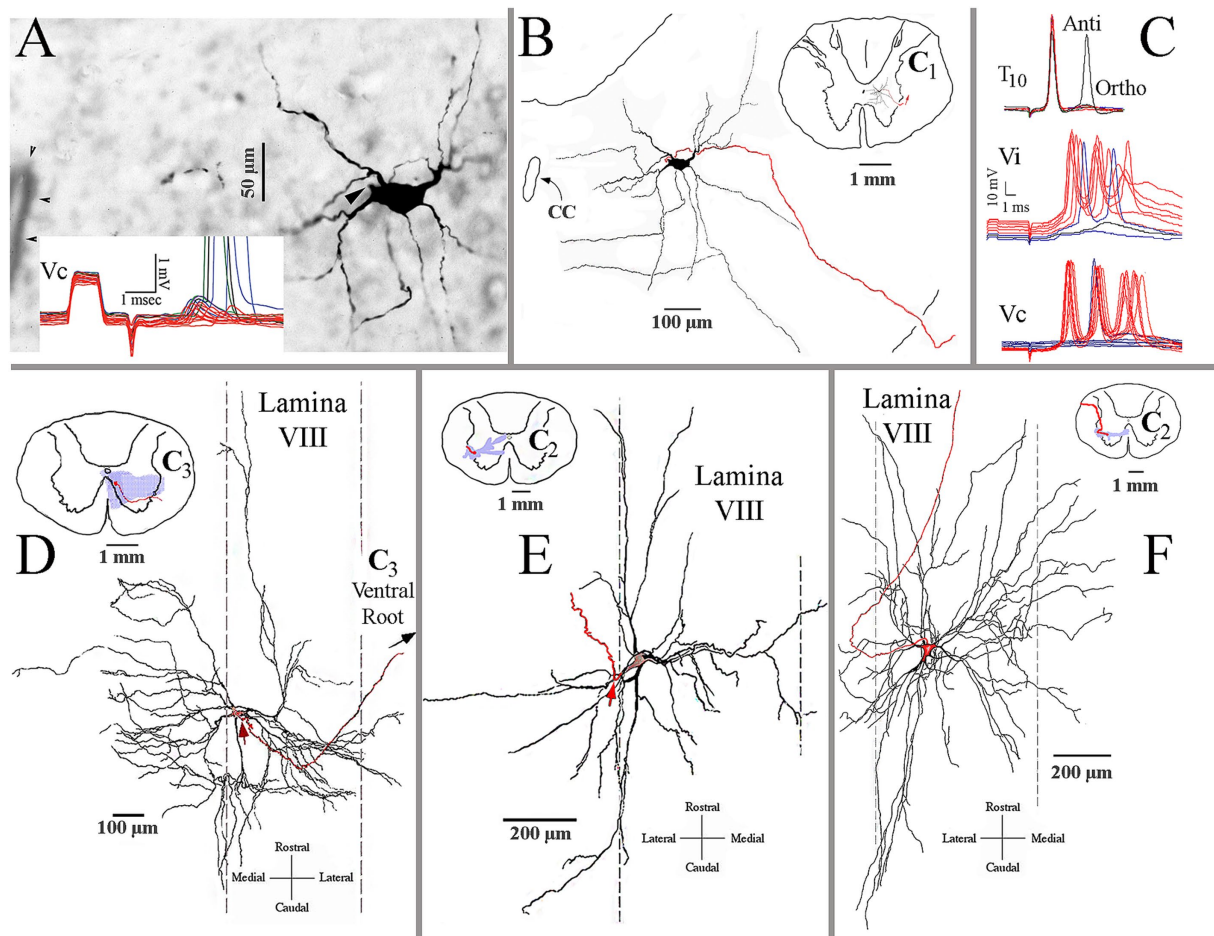 A
50 µm
Vc
1 mV
1 msec
B
C1
1 mm
CC
100 µm
C
Anti
T10
Ortho
Vi
10 mV
1 ms
Vc
C3
1 mm
D
Lamina
VIII
C3
Ventral
Root
100 µm
Rostral
Medial
Lateral
Caudal
C2
1 mm
E
Lamina
VIII
200 µm
Rostral
Lateral
Medial
Caudal
Lamina
VIII
C2
1 mm
F
200 µm
Rostral
Lateral
Medial
Caudal